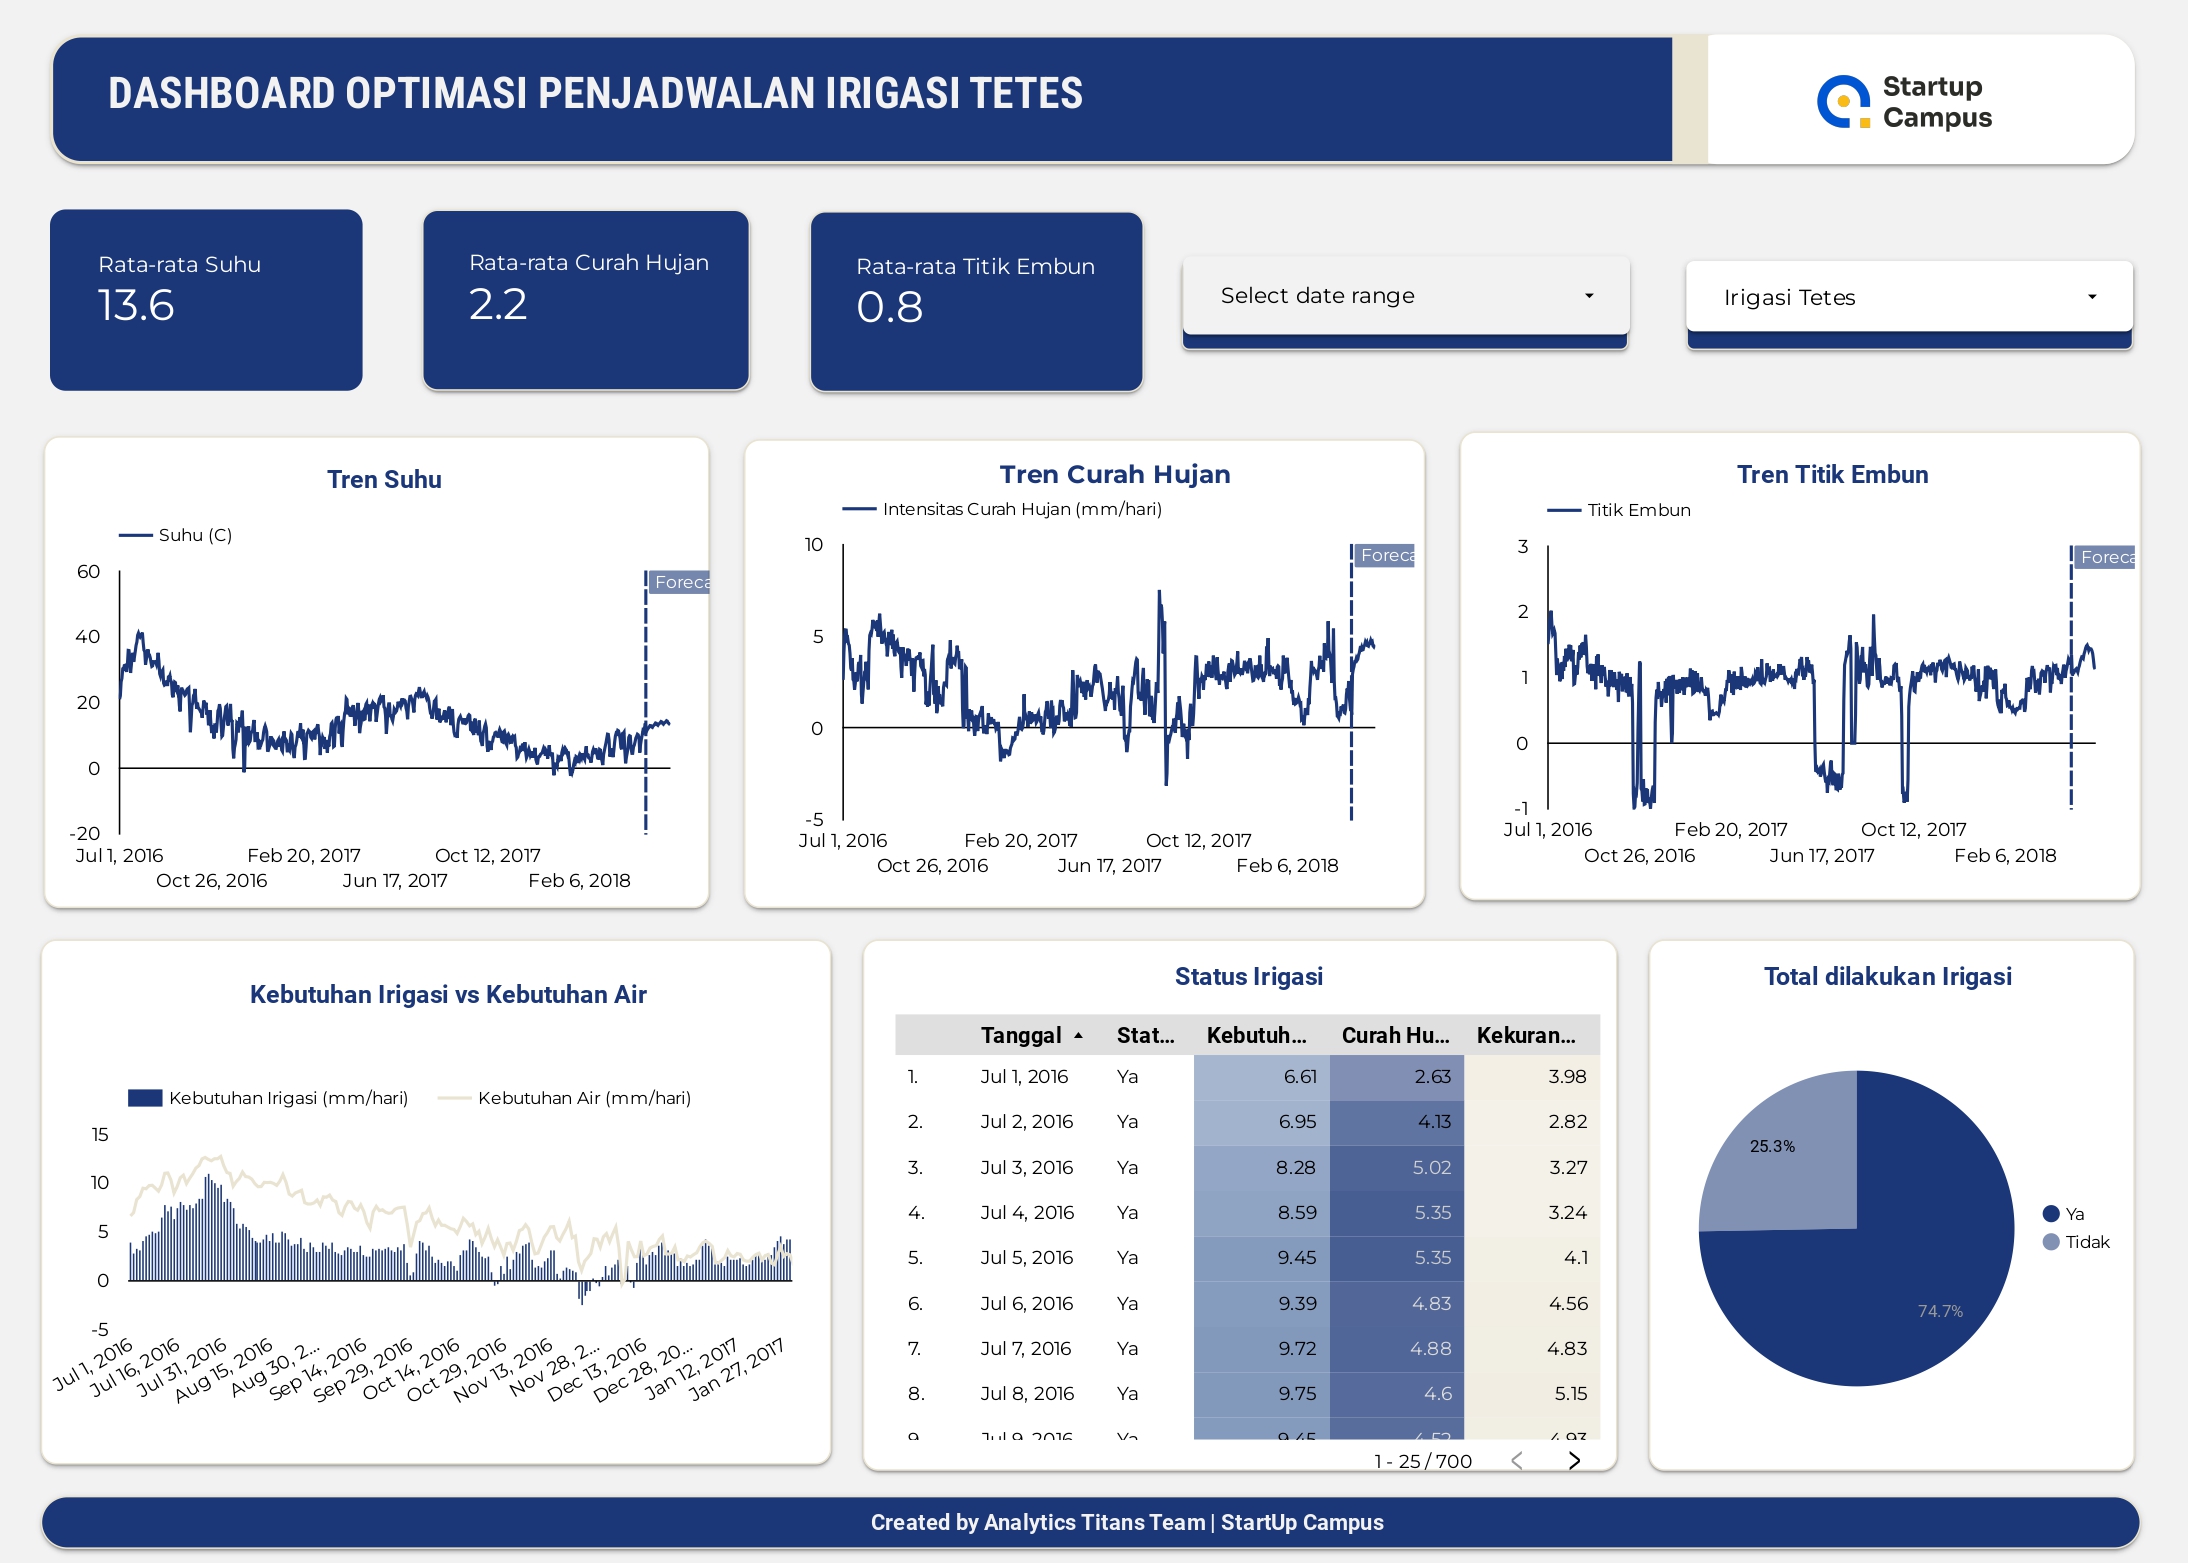 DASHBOARD OPTIMASI PENJADWALAN IRIGASI TETES
Startup
Campus
Rata-rata Suhu
13.6
Rata-rata Curah Hujan
2.2
Rata-rata Titik Embun
0.8
Select date range
Irigasi Tetes
Tren Suhu
Suhu (C)
60
40
20
0
-20
Foreca
Jul 1, 2016 Feb 20, 2017 Oct 12, 2017
Oct 26, 2016 Jun 17, 2017 Feb 6, 2018
Tren Curah Hujan
Intensitas Curah Hujan (mm/hari)
10
5
0
-5
Foreca
Jul 1, 2016 Feb 20, 2017 Oct 12, 2017
Oct 26, 2016 Jun 17, 2017 Feb 6, 2018
Tren Titik Embun
Titik Embun
3
2
1
0
-1
Foreca
Jul 1, 2016 Feb 20, 2017 Oct 12, 2017
Oct 26, 2016 Jun 17, 2017 Feb 6, 2018
Kebutuhan Irigasi vs Kebutuhan Air
Kebutuhan Irigasi (mm/hari) Kebutuhan Air (mm/hari)
15
10
5
0
-5
Jul 1, 2016
Jul 16, 2016
Jul 31, 2016
Aug 15, 2016
Aug 30, 2...
Sep 14, 2016
Sep 29, 2016
Oct 14, 2016
Oct 29, 2016
Nov 13, 2016
Nov 28, 2...
Dec 13, 2016
Dec 28, 20...
Jan 12, 2017
Jan 27, 2017
Status Irigasi
Tanggal Stat... Kebutuh... Curah Hu... Kekuran...
1. Jul 1, 2016 Ya 6.61 2.63 3.98
2. Jul 2, 2016 Ya 6.95 4.13 2.82
3. Jul 3, 2016 Ya 8.28 5.02 3.27
4. Jul 4, 2016 Ya 8.59 5.35 3.24
5. Jul 5, 2016 Ya 9.45 5.35 4.1
6. Jul 6, 2016 Ya 9.39 4.83 4.56
7. Jul 7, 2016 Ya 9.72 4.88 4.83
8. Jul 8, 2016 Ya 9.75 4.6 5.15
9. Jul 9, 2016 Ya 9.45 4.52 4.93
1 - 25 / 700
Total dilakukan Irigasi
25.3%
74.7%
Ya
Tidak
Created by Analytics Titans Team | StartUp Campus